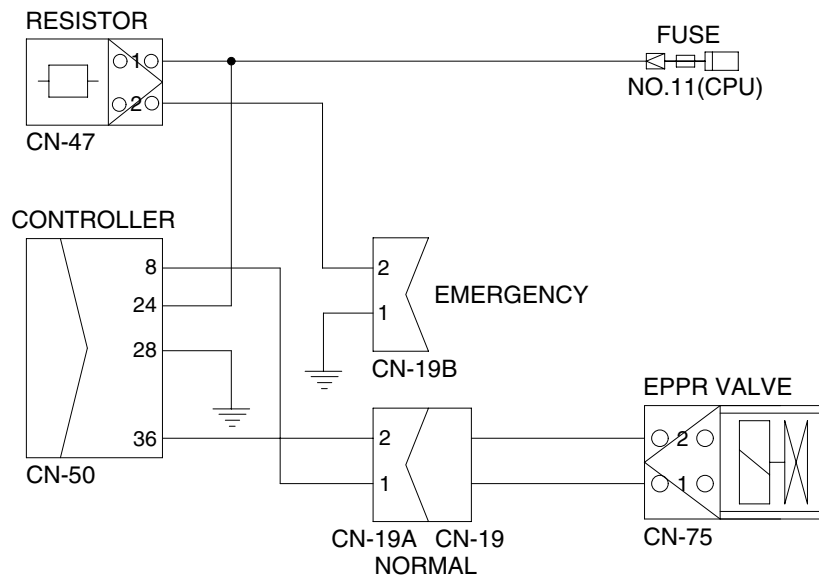 RESISTOR
1
2
CN-47
FUSE
NO.11(CPU)
CONTROLLER
8
24
28
36
CN-50
2
1
EMERGENCY
CN-19B
2
1
CN-19A CN-19
NORMAL
EPPR VALVE
2
1
CN-75